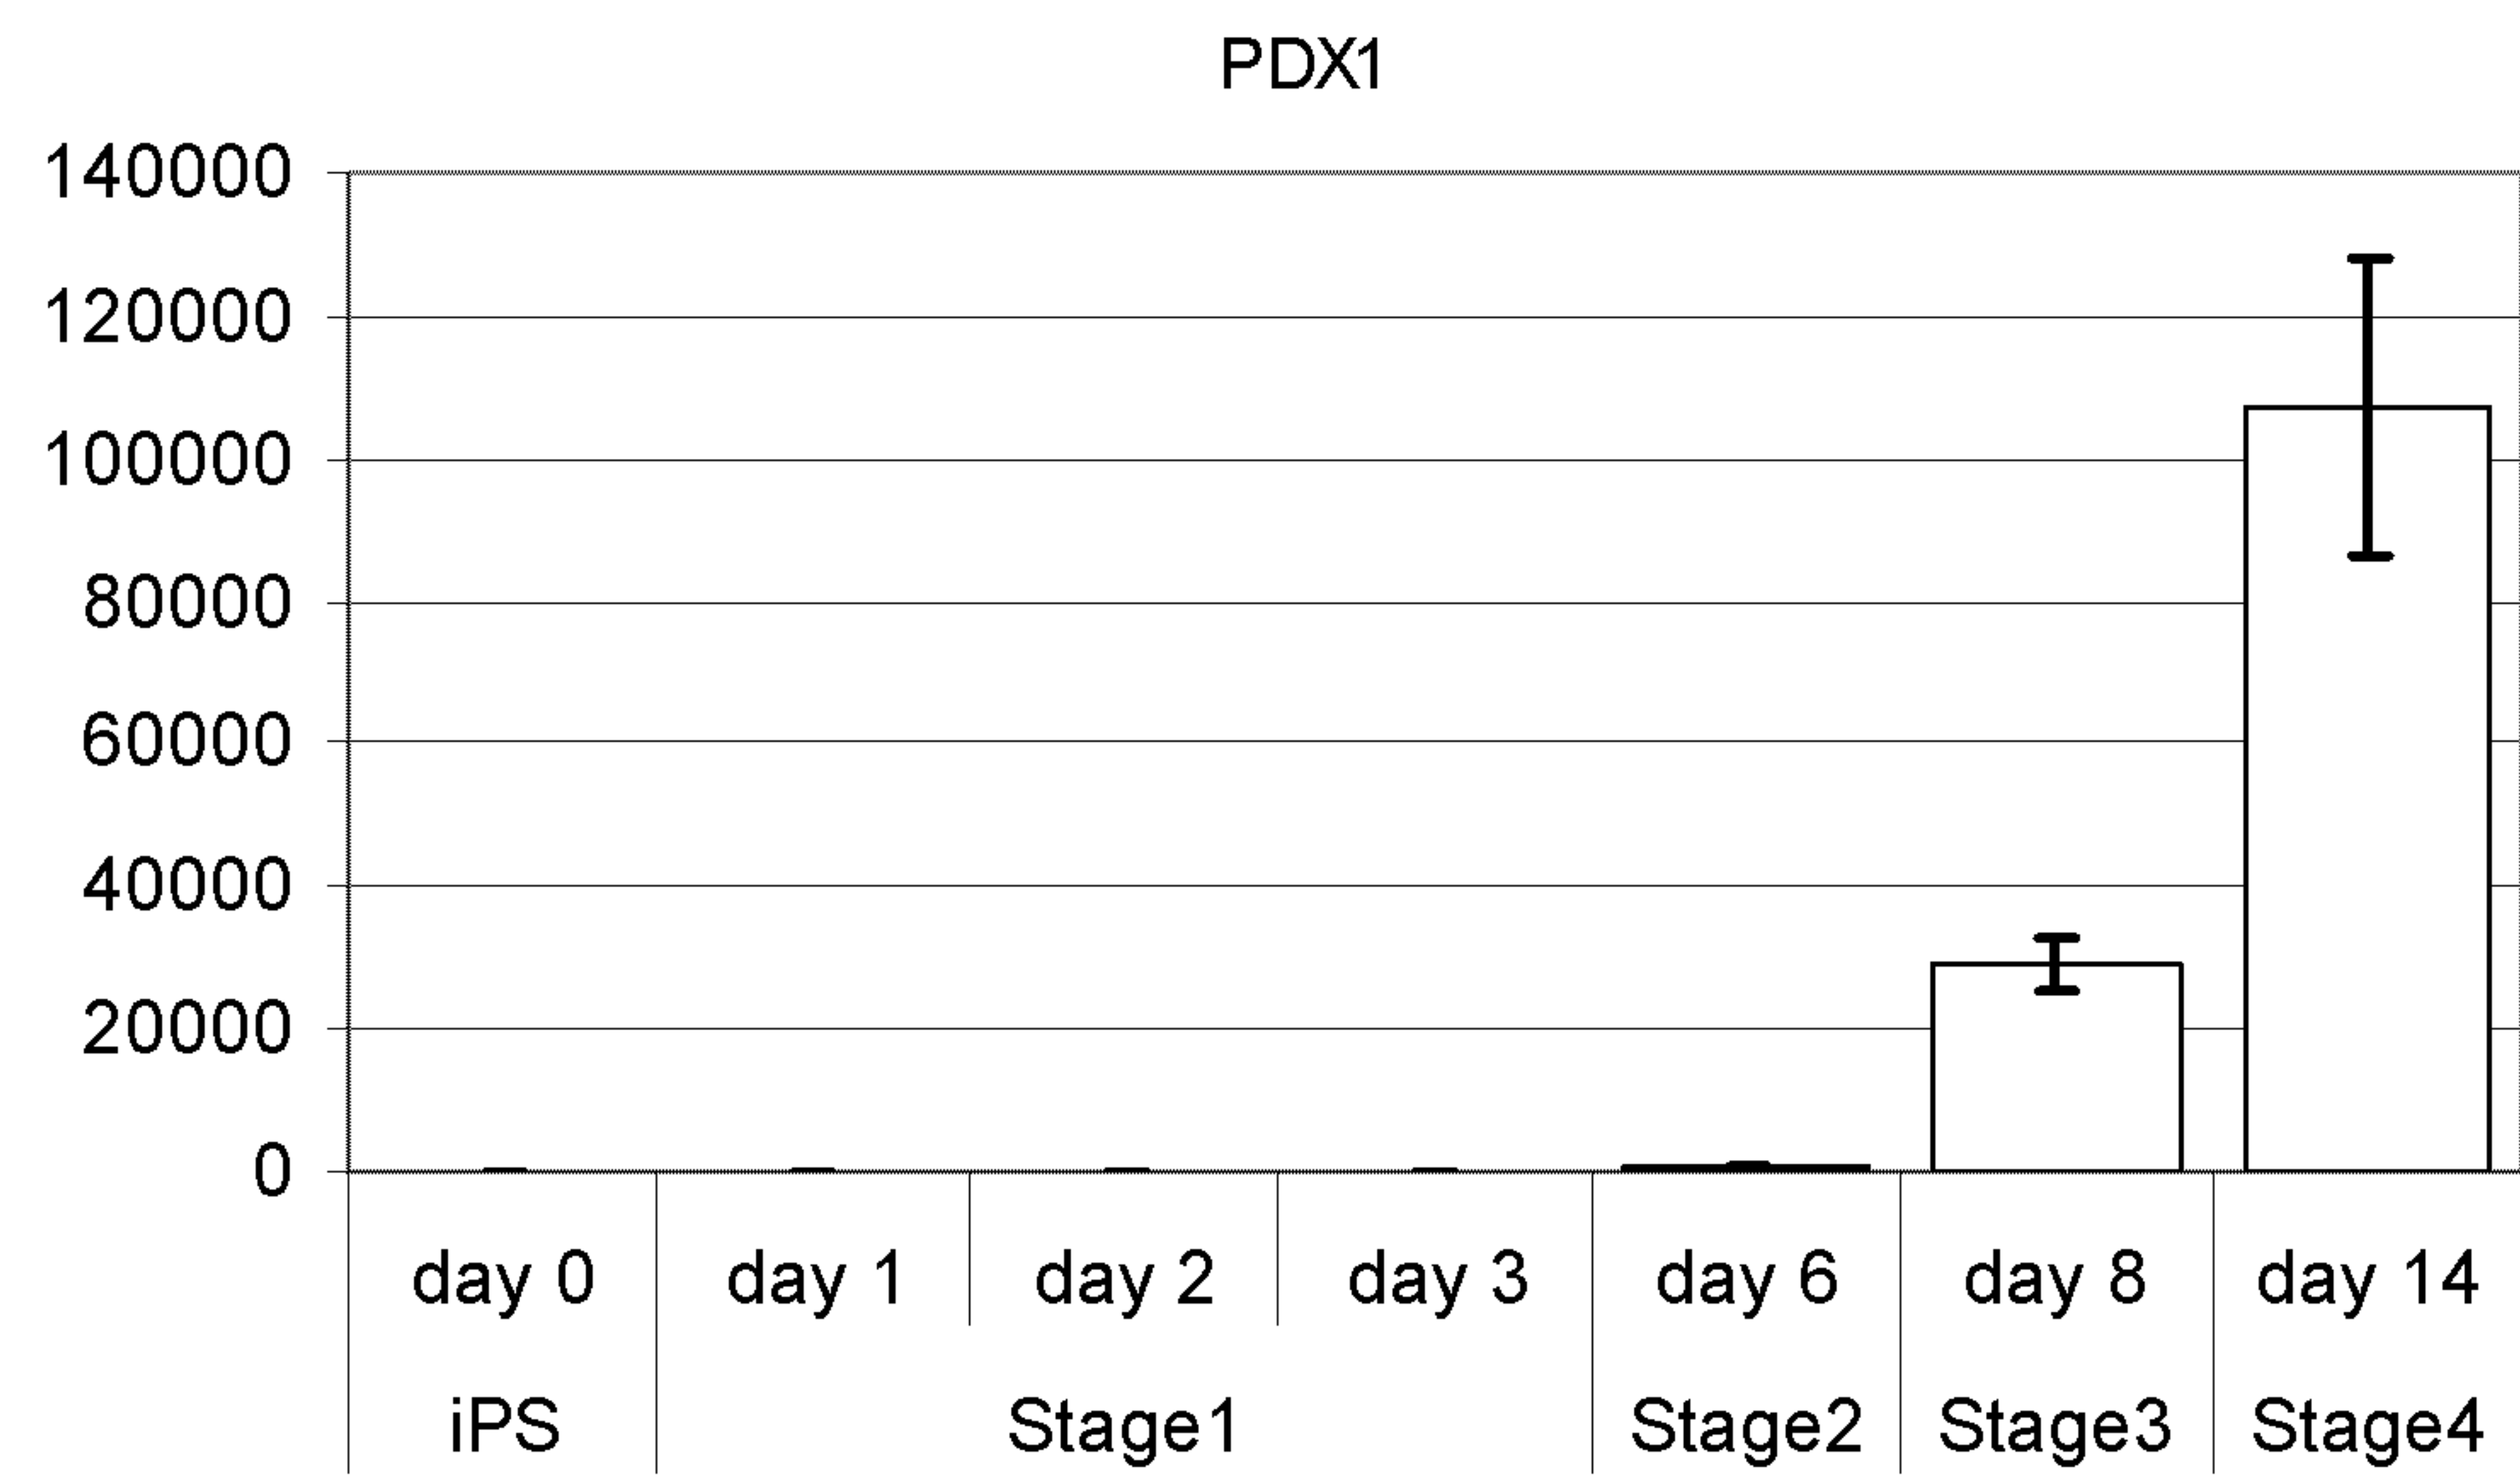 PDX1
140000
120000
100000
80000
60000
40000
20000
0
day 0 day 1 day 2 day 3 day 6 day 8 day 14
iPS Stage1 Stage2 Stage3 Stage4